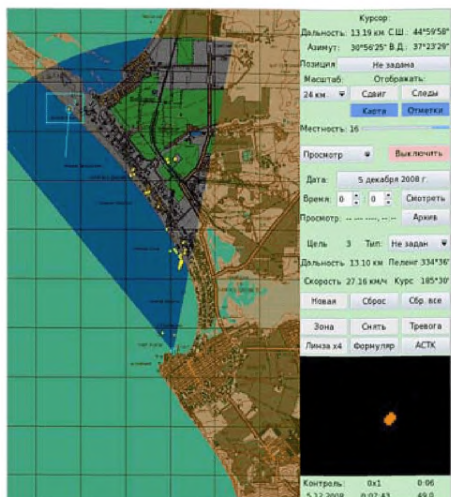 Курсор:
Дальность: 13.19 км С.Ш.: 44°59'58"
Азимут: 30°56'25" В.Д.: 37°23'29"
Позиция: Не задана
Масштаб: Отображать:
24 км Сдвиг Следы
Карта Отметки
Местность: 16
Просмотр Выключить
Дата: 5 декабря 2008 г.
Время: 0 : 0 Смотреть
Просмотр: -- --- ----, --:-- Архив
Цель 3 Тип: Не задан
Дальность 13.10 км Пеленг 334°36'
Скорость 27.16 км/ч Курс 185°30'
Новая Сброс Сбр. все
Зона Снять Тревога
Линза x4 Формуляр АСТК
Контроль: 0x1 0:06
5.12.2008 0:07:43 49.0